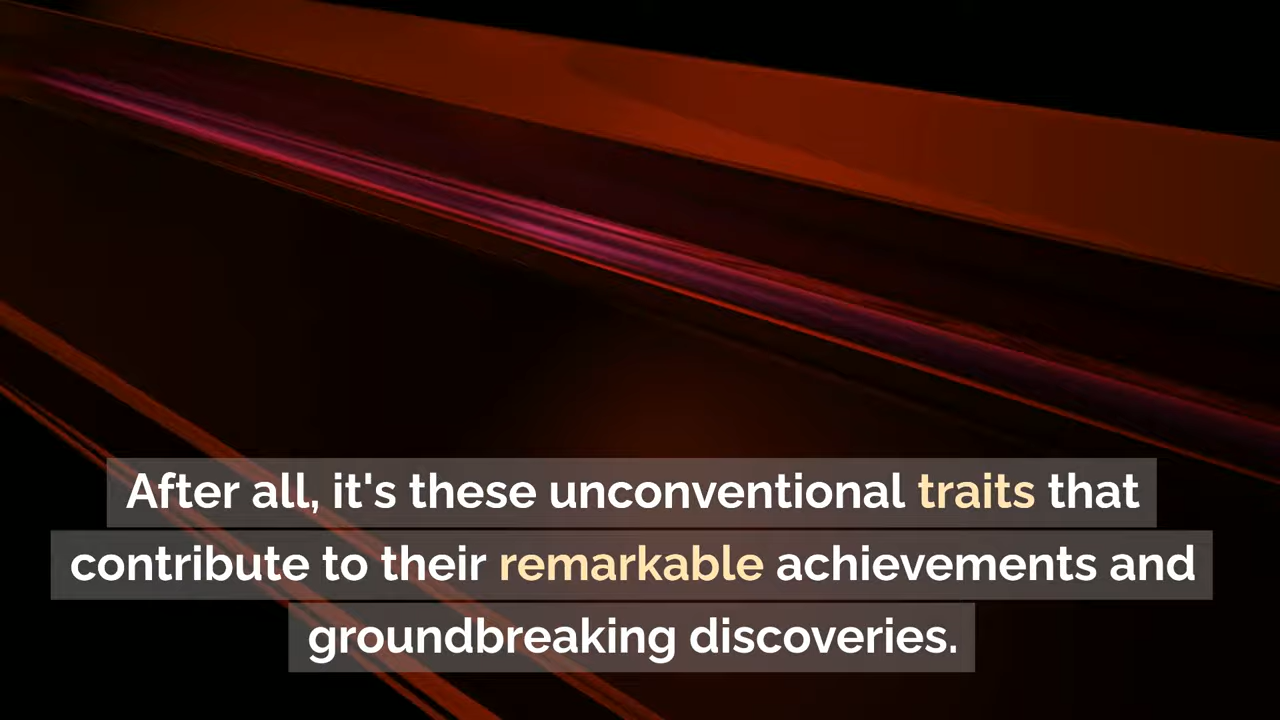 After all, it's these unconventional traits that
contribute to their remarkable achievements and
groundbreaking discoveries.